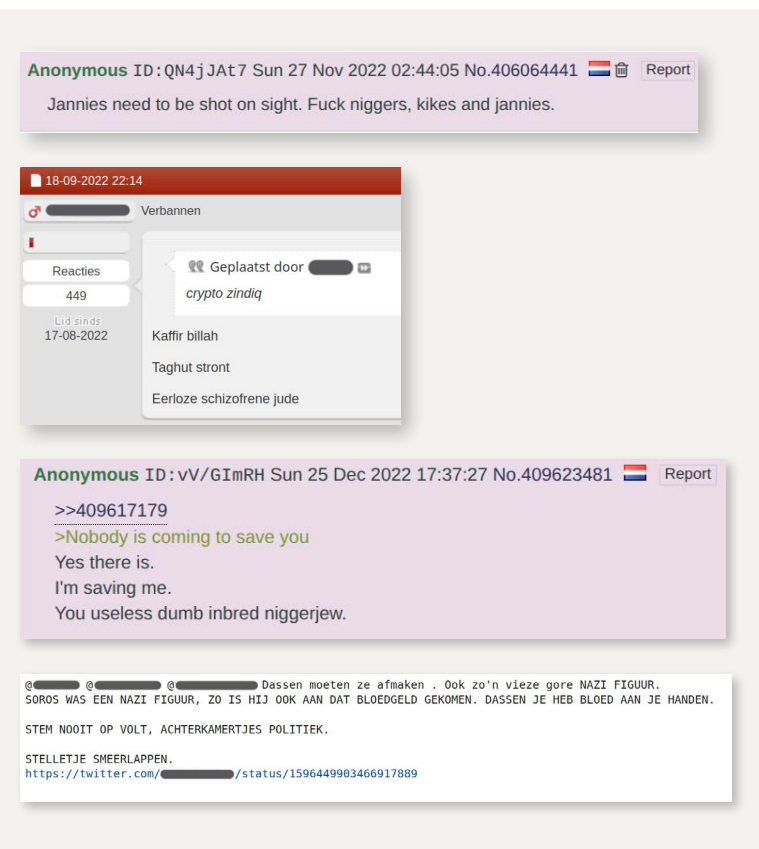 Anonymous ID:QN4jJAt7 Sun 27 Nov 2022 02:44:05 No.406064441 Report
Jannies need to be shot on sight. Fuck niggers, kikes and jannies.
18-09-2022 22:14
Verbannen
Reacties
449
Lid sinds
17-08-2022
Geplaatst door
crypto zindiq
Kaffir billah
Taghut stront
Eerloze schizofrene jude
Anonymous ID:vV/GImRH Sun 25 Dec 2022 17:37:27 No.409623481 Report
>>409617179
>Nobody is coming to save you
Yes there is.
I'm saving me.
You useless dumb inbred niggerjew.
@ @ @ Dassen moeten ze afmaken . Ook zo'n vieze gore NAZI FIGUUR.
SOROS WAS EEN NAZI FIGUUR, ZO IS HIJ OOK AAN DAT BLOEDGELD GEKOMEN. DASSEN JE HEB BLOED AAN JE HANDEN.
STEM NOOIT OP VOLT, ACHTERKAMERTJES POLITIEK.
STELLETJE SMEERLAPPEN.
https://twitter.com/ /status/1596449903466917889